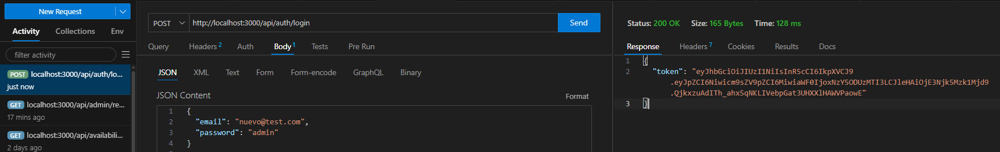 New Request
Activity Collections Env
filter activity
POST localhost:3000/api/auth/lo...
just now
GET localhost:3000/api/admin/re...
17 mins ago
GET localhost:3000/api/availabili...
2 days ago
POST http://localhost:3000/api/auth/login Send
Query Headers 2 Auth Body 1 Tests Pre Run
JSON XML Text Form Form-encode GraphQL Binary
JSON Content Format
1 {
2 "email": "nuevo@test.com",
3 "password": "admin"
4 }
Status: 200 OK Size: 165 Bytes Time: 128 ms
Response Headers 7 Cookies Results Docs
1 {
2 "token": "eyJhbGciOiJIUzI1NiIsInR5cCI6IkpXVCJ9
.eyJpZCI6Niwicm9sZV9pZCI6MiwiaWF0IjoxNzY5ODUzMTI3LCJleHAiOjE3Njk5Mzk1Mjd9
.QjkxzuAdITh_ahx5qNKLIVebpGat3UHXXlHAWVPaowE"
3 }